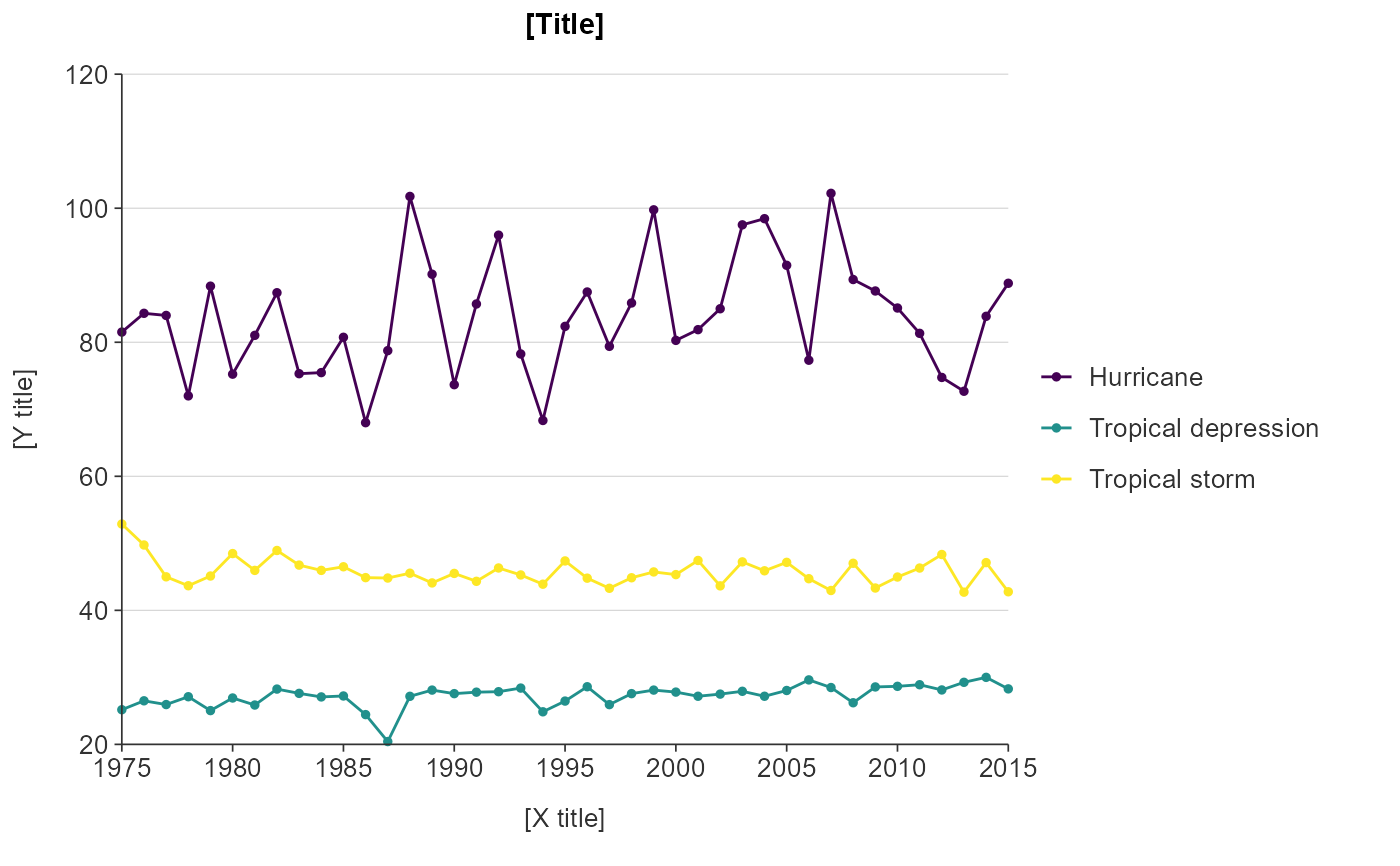 [Title]
120
100
80
60
40
20
[Y title]
1975 1980 1985 1990 1995 2000 2005 2010 2015
[X title]
Hurricane
Tropical depression
Tropical storm